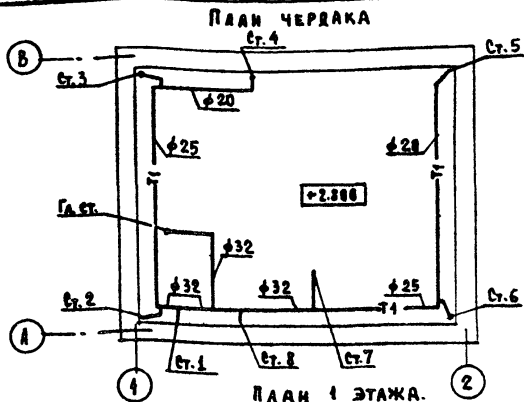 План чердака
Ст.4
Ст.5
В
Ст.3
ф20
ф25
ф20
Т1
Т1
+2.800
Гл.ст.
ф32
ф32
ф32
ф25
Ст.2
Т1
Ст.6
А
Ст.1
Ст.8
Ст.7
1
2
План 1 этажа.